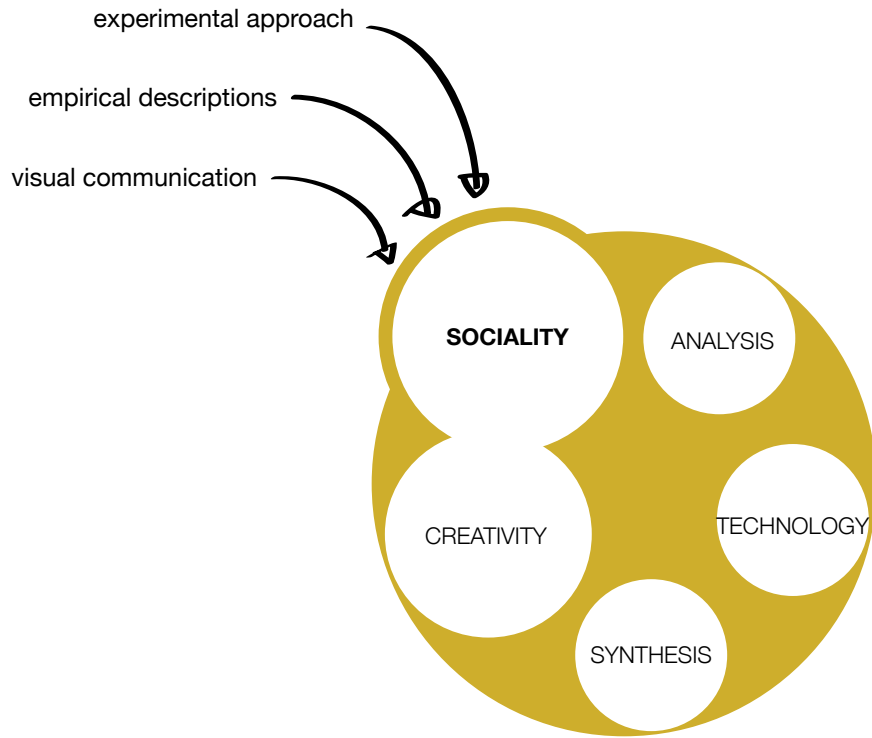 experimental approach
empirical descriptions
visual communication
SOCIALITY
ANALYSIS
TECHNOLOGY
CREATIVITY
SYNTHESIS